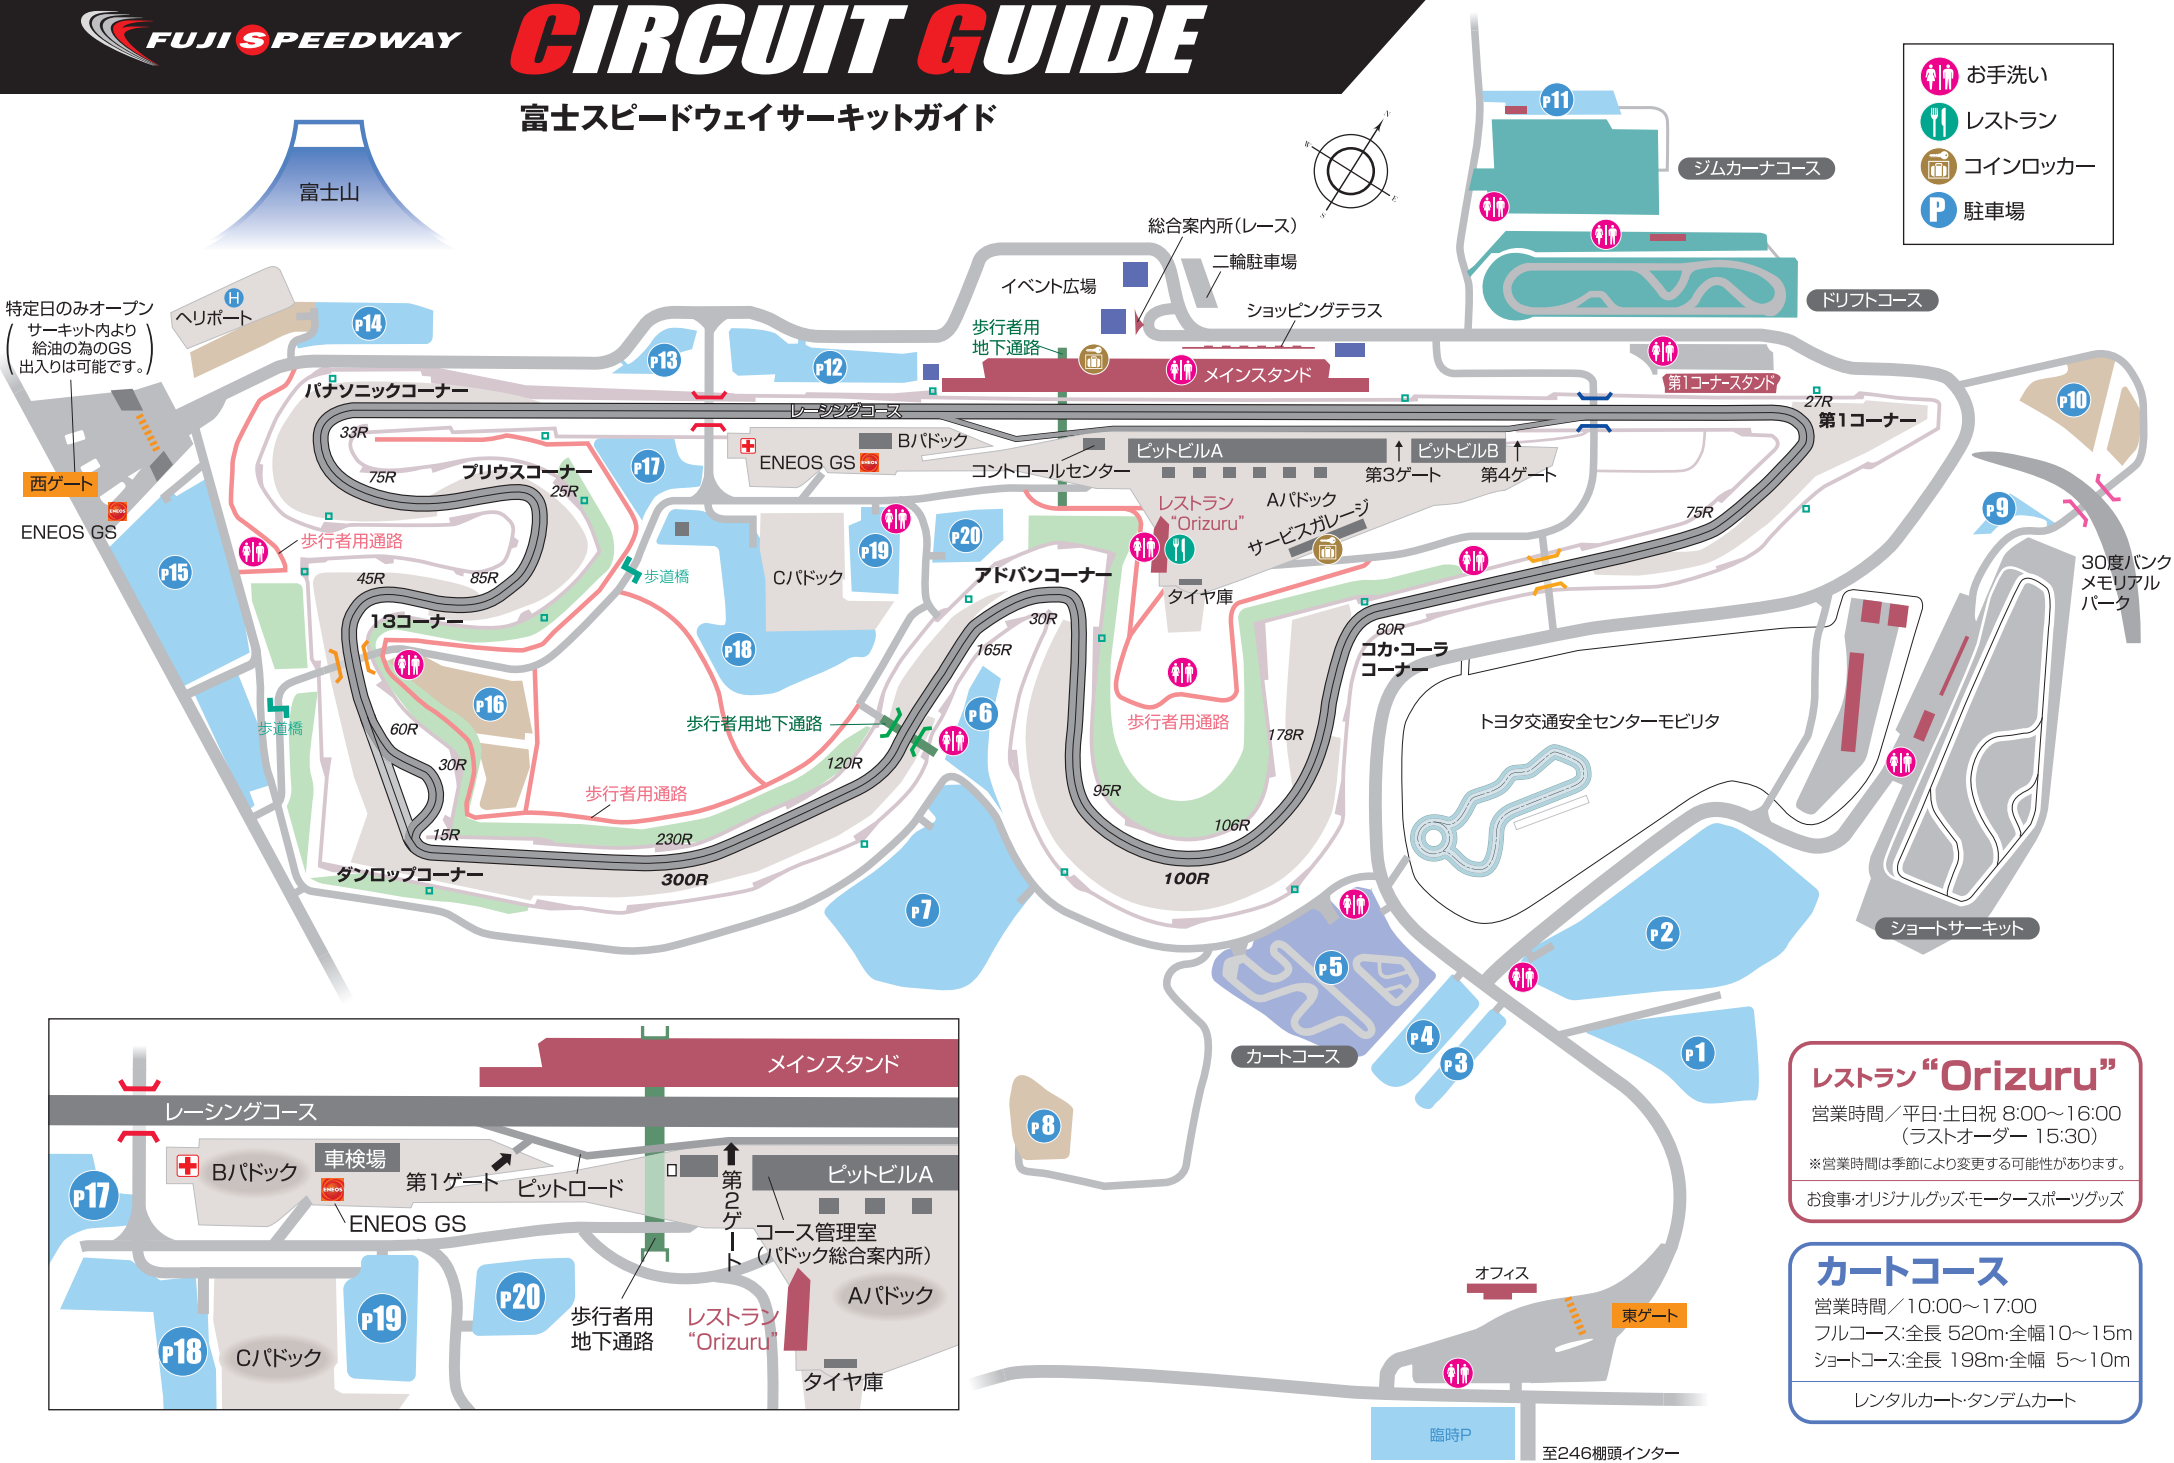 FUJI SPEEDWAY
CIRCUIT GUIDE
富士スピードウェイサーキットガイド
お手洗い
レストラン
コインロッカー
P 駐車場
富士山
N
W
E
S
P11
ジムカーナコース
ドリフトコース
総合案内所(レース)
二輪駐車場
イベント広場
ショッピングテラス
歩行者用
地下通路
メインスタンド
第1コーナースタンド
特定日のみオープン
(サーキット内より
給油の為のGS
出入りは可能です。)
H
ヘリポート
P14
P13
P12
P10
パナソニックコーナー
レーシングコース
27R
第1コーナー
33R
75R
プリウスコーナー
25R
P17
Bパドック
ENEOS GS
ENEOS
コントロールセンター
ピットビルA
ピットビルB
第3ゲート
第4ゲート
西ゲート
ENEOS
ENEOS GS
歩行者用通路
P15
P19
P20
レストラン
“Orizuru”
Aパドック
サービスガレージ
75R
P9
30度バンク
メモリアル
パーク
45R
85R
歩道橋
Cパドック
アドバンコーナー
タイヤ庫
13コーナー
30R
80R
コカ・コーラ
コーナー
165R
P18
P16
歩道橋
60R
歩行者用地下通路
P6
歩行者用通路
178R
トヨタ交通安全センターモビリタ
30R
120R
歩行者用通路
95R
15R
230R
106R
ダンロップコーナー
300R
100R
P7
P2
ショートサーキット
P5
P4
P3
P1
カートコース
P8
メインスタンド
レーシングコース
Bパドック
車検場
ENEOS
ENEOS GS
第1ゲート
ピットロード
第2ゲート
ピットビルA
コース管理室
(パドック総合案内所)
P17
P18
P19
P20
Cパドック
歩行者用
地下通路
レストラン
“Orizuru”
Aパドック
タイヤ庫
レストラン“Orizuru”
営業時間/平日・土日祝 8:00〜16:00
(ラストオーダー 15:30)
※営業時間は季節により変更する可能性があります。
お食事・オリジナルグッズ・モータースポーツグッズ
カートコース
営業時間/10:00〜17:00
フルコース:全長 520m・全幅10〜15m
ショートコース:全長 198m・全幅 5〜10m
レンタルカート・タンデムカート
オフィス
東ゲート
臨時P
至246棚頭インター